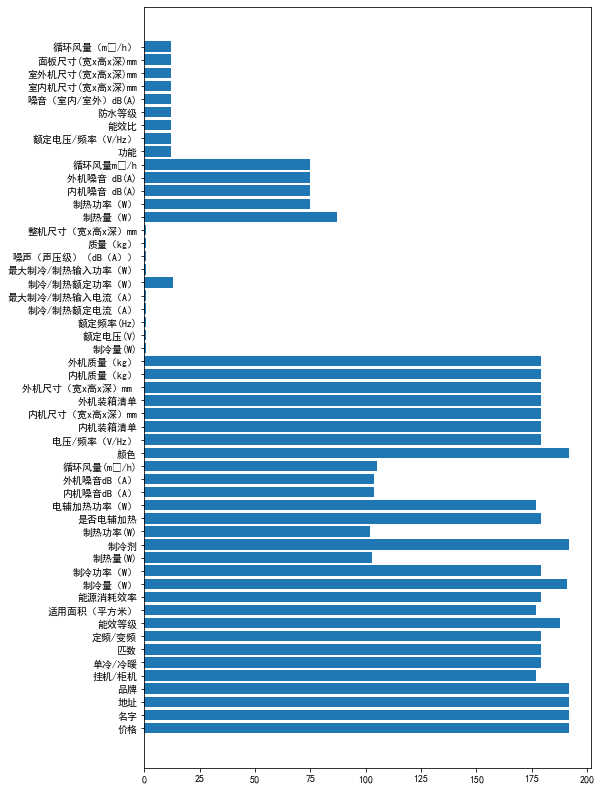 循环风量（m□/h）
面板尺寸(宽x高x深)mm
室外机尺寸(宽x高x深)mm
室内机尺寸(宽x高x深)mm
噪音（室内/室外）dB(A)
防水等级
能效比
额定电压/频率（V/Hz）
功能
循环风量m□/h
外机噪音 dB(A)
内机噪音 dB(A)
制热功率（W）
制热量（W）
整机尺寸（宽x高x深）mm
质量（kg）
噪声（声压级）（dB（A））
最大制冷/制热输入功率（W）
制冷/制热额定功率（W）
最大制冷/制热输入电流（A）
制冷/制热额定电流（A）
额定频率(Hz)
额定电压(V)
制冷量(W)
外机质量（kg）
内机质量（kg）
外机尺寸（宽x高x深）mm
外机装箱清单
内机尺寸（宽x高x深）mm
内机装箱清单
电压/频率（V/Hz）
颜色
循环风量(m□/h)
外机噪音dB（A）
内机噪音dB（A）
电辅加热功率（W）
是否电辅加热
制热功率(W)
制冷剂
制热量(W)
制冷功率（W）
制冷量（W）
能源消耗效率
适用面积（平方米）
能效等级
定频/变频
匹数
单冷/冷暖
挂机/柜机
品牌
地址
名字
价格
0 25 50 75 100 125 150 175 200